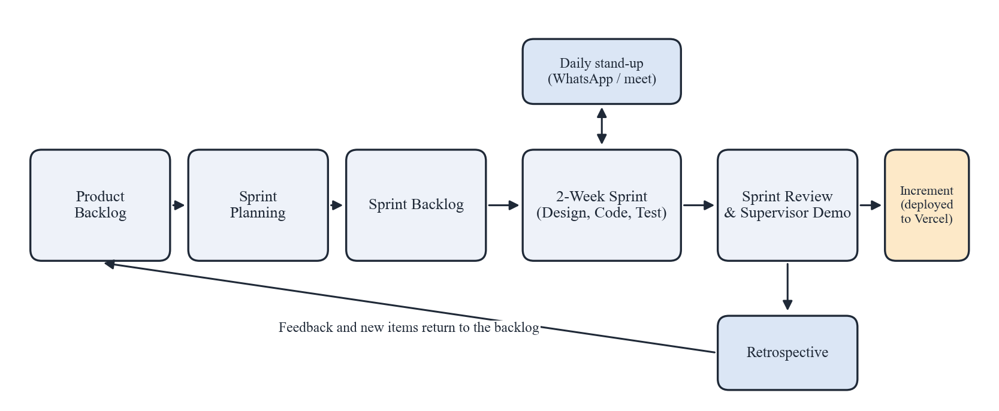 Daily stand-up
(WhatsApp / meet)
Product
Backlog
Sprint
Planning
Sprint Backlog
2-Week Sprint
(Design, Code, Test)
Sprint Review
& Supervisor Demo
Increment
(deployed
to Vercel)
Feedback and new items return to the backlog
Retrospective